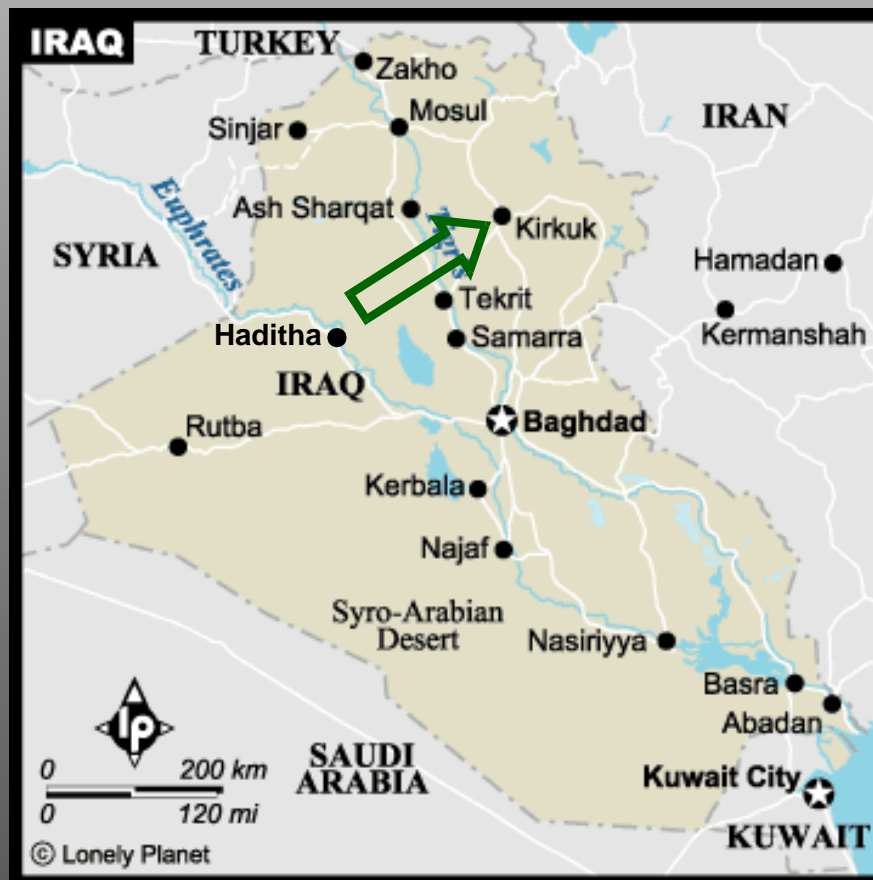 IRAQ
TURKEY
Zakho
Mosul
Sinjar
IRAN
Euphrates
Ash Sharqat
Tigris
Kirkuk
SYRIA
Hamadan
Tekrit
Kermanshah
Haditha
Samarra
IRAQ
Rutba
Baghdad
Kerbala
Najaf
Syro-Arabian
Desert
Nasiriyya
Basra
Abadan
lp
SAUDI
ARABIA
0 200 km
0 120 mi
Kuwait City
KUWAIT
© Lonely Planet